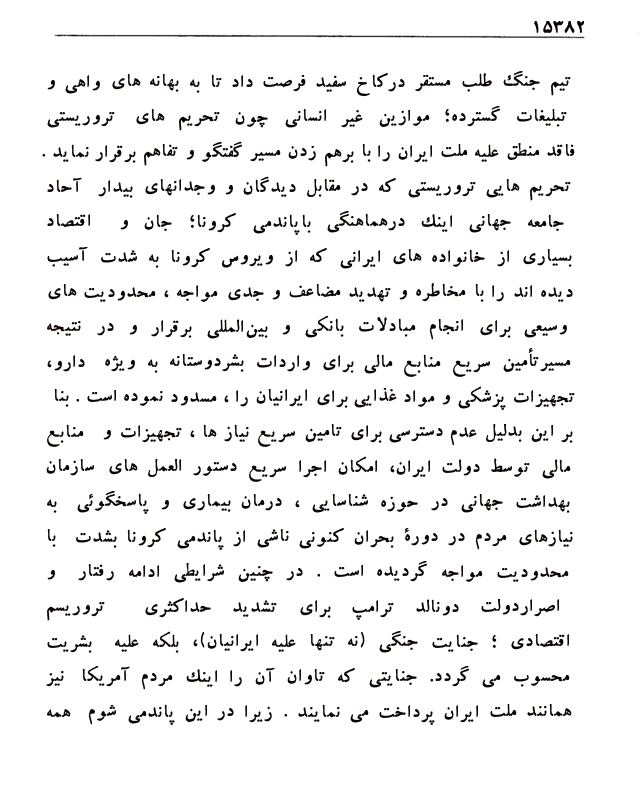 ۱۵۳۸۲
تیم جنگ طلب مستقر درکاخ سفید فرصت داد تا به بهانه های واهی و
تبلیغات گسترده؛ موازین غیر انسانی چون تحریم های تروریستی
فاقد منطق علیه ملت ایران را با برهم زدن مسیر گفتگو و تفاهم برقرار نماید .
تحریم هایی تروریستی که در مقابل دیدگان و وجدانهای بیدار آحاد
جامعه جهانی اینك درهماهنگی باپاندمی کرونا؛ جان و اقتصاد
بسیاری از خانواده های ایرانی که از ویروس کرونا به شدت آسیب
دیده اند را با مخاطره و تهدید مضاعف و جدی مواجه ، محدودیت های
وسیعی برای انجام مبادلات بانکی و بین‌المللی برقرار و در نتیجه
مسیرتأمین سریع منابع مالی برای واردات بشردوستانه به ویژه دارو،
تجهیزات پزشکی و مواد غذایی برای ایرانیان را ، مسدود نموده است . بنا
بر این بدلیل عدم دسترسی برای تامین سریع نیاز ها ، تجهیزات و منابع
مالی توسط دولت ایران، امکان اجرا سریع دستور العمل های سازمان
بهداشت جهانی در حوزه شناسایی ، درمان بیماری و پاسخگوئی به
نیازهای مردم در دورۀ بحران کنونی ناشی از پاندمی کرونا بشدت با
محدودیت مواجه گردیده است . در چنین شرایطی ادامه رفتار و
اصراردولت دونالد ترامپ برای تشدید حداکثری تروریسم
اقتصادی ؛ جنایت جنگی (نه تنها علیه ایرانیان)، بلکه علیه بشریت
محسوب می گردد. جنایتی که تاوان آن را اینك مردم آمریکا نیز
همانند ملت ایران پرداخت می نمایند . زیرا در این پاندمی شوم همه